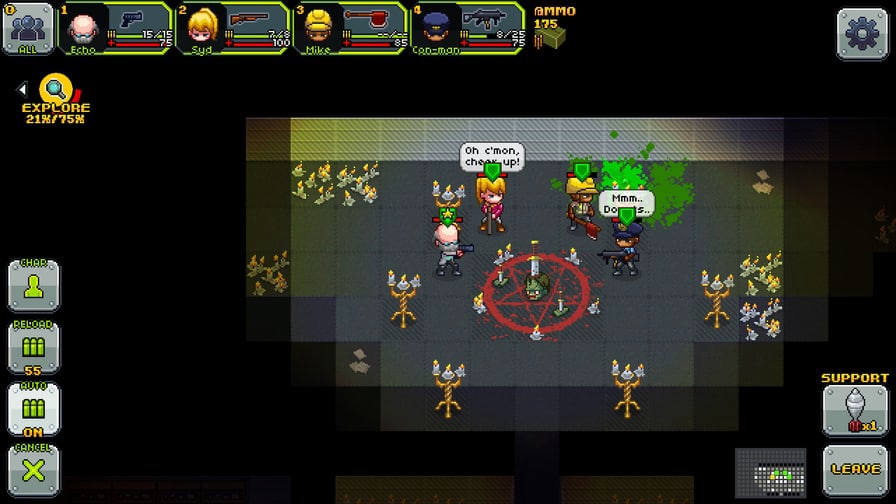 0
ALL
1
Echo
15/15
75
2
Syd
7/8
100
3
Mike
--/--
85
4
Con-man
8/25
75
@MMO
175
EXPLORE
21%/75%
Oh c'mon,
cheer up!
Mmm..
CHAR
RELOAD
55
AUTO
ON
CANCEL
SUPPORT
x1
LEAVE